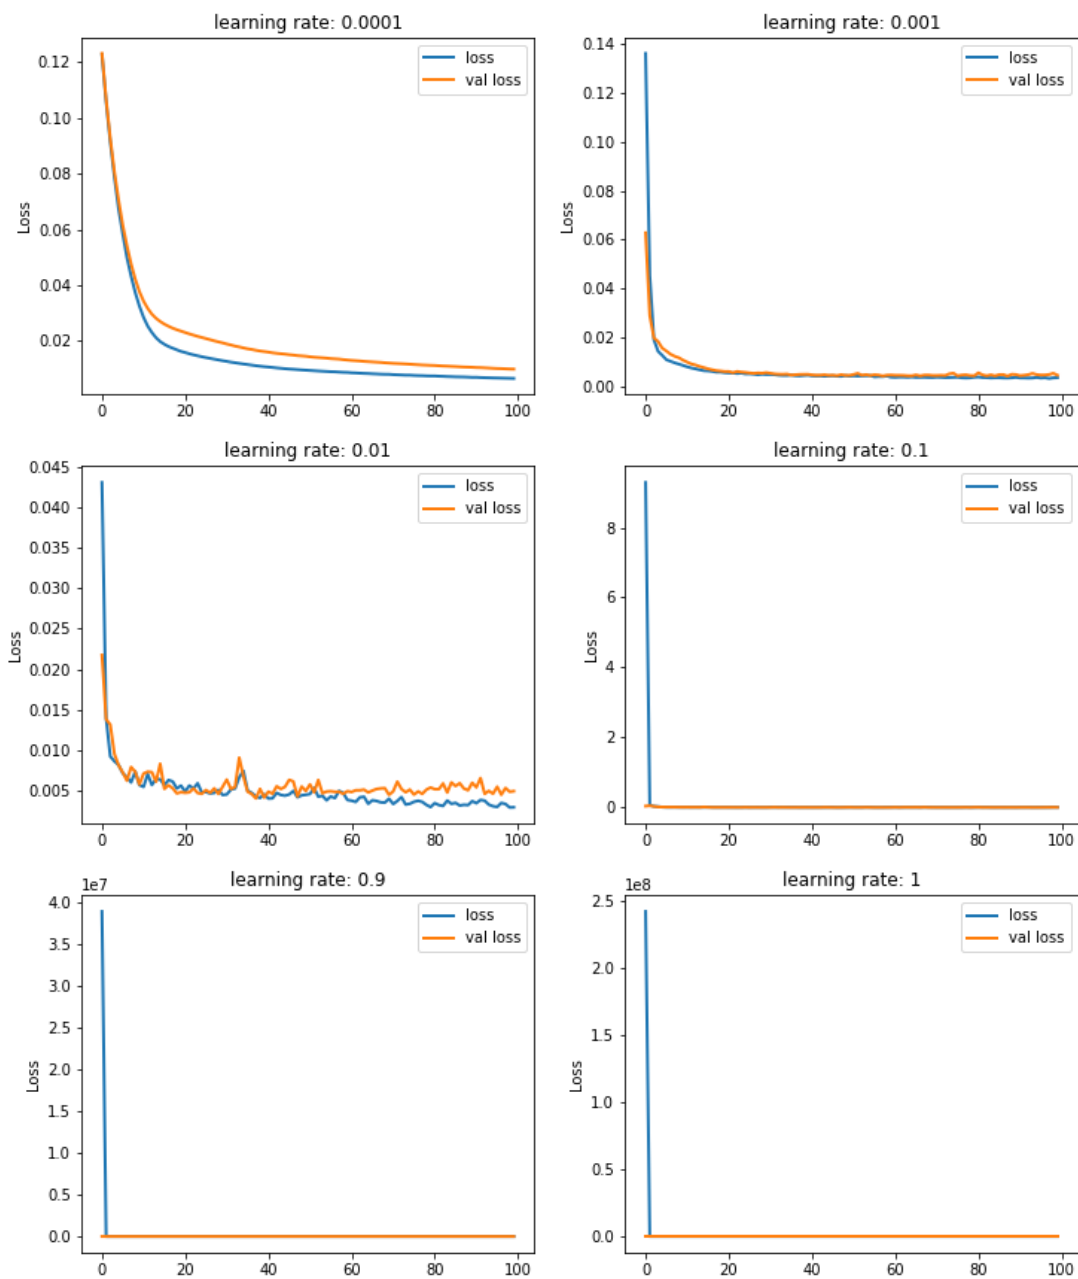 learning rate: 0.0001
loss
val loss
0.12
0.10
0.08
0.06
0.04
0.02
Loss
0 20 40 60 80 100
learning rate: 0.001
loss
val loss
0.14
0.12
0.10
0.08
0.06
0.04
0.02
0.00
Loss
0 20 40 60 80 100
learning rate: 0.01
loss
val loss
0.045
0.040
0.035
0.030
0.025
0.020
0.015
0.010
0.005
Loss
0 20 40 60 80 100
learning rate: 0.1
loss
val loss
8
6
4
2
0
Loss
0 20 40 60 80 100
1e7
learning rate: 0.9
loss
val loss
4.0
3.5
3.0
2.5
2.0
1.5
1.0
0.5
0.0
Loss
0 20 40 60 80 100
1e8
learning rate: 1
loss
val loss
2.5
2.0
1.5
1.0
0.5
0.0
Loss
0 20 40 60 80 100